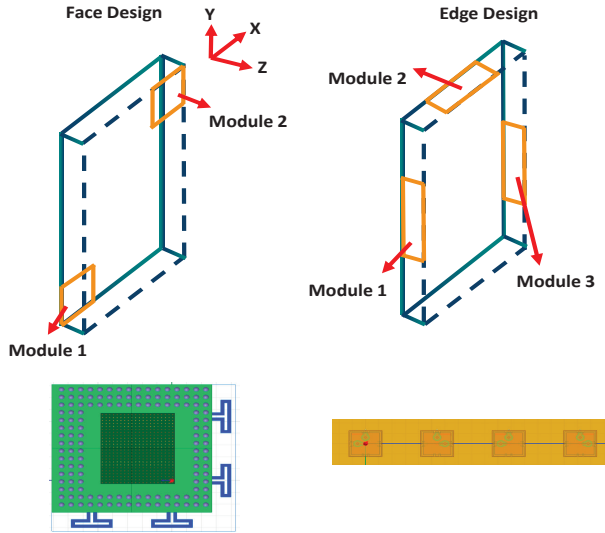 Face Design
Edge Design
Y
X
Z
Module 2
Module 1
Module 2
Module 1
Module 3